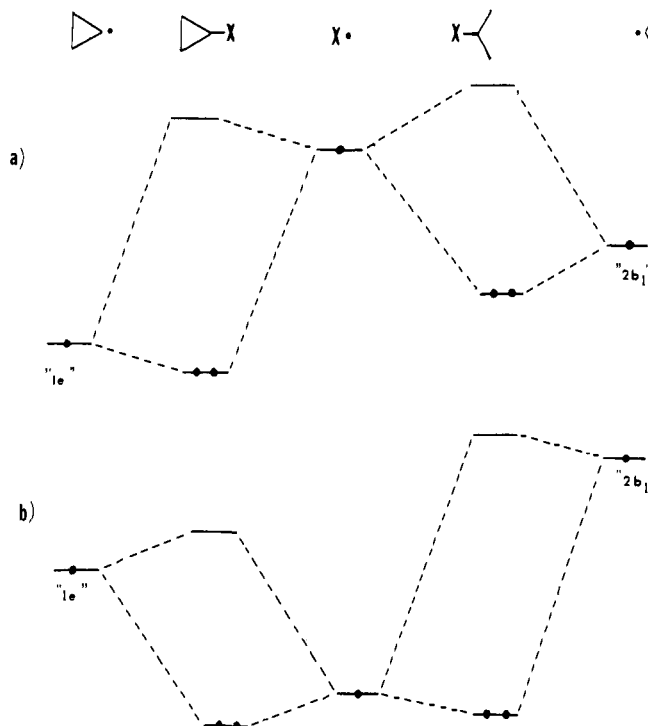 X X • X
a)
"2b₁"
"1e"
"2b₁
b)
"1e"